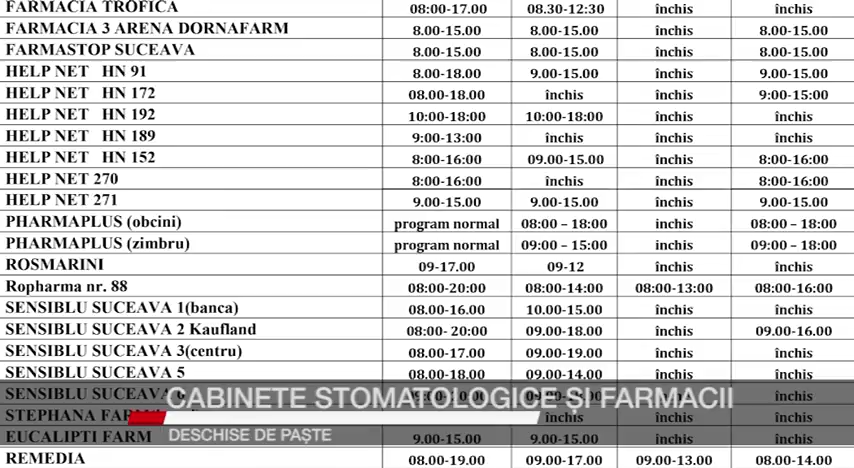 FARMACIA TROFICA 08:00-17.00 08.30-12:30 închis închis
FARMACIA 3 ARENA DORNAFARM 8.00-15.00 8.00-15.00 închis 8.00-15.00
FARMASTOP SUCEAVA 8.00-15.00 8.00-15.00 închis 8.00-15.00
HELP NET HN 91 8.00-18.00 9.00-15.00 închis 9.00-15.00
HELP NET HN 172 08.00-18.00 închis închis 9:00-15:00
HELP NET HN 192 10:00-18:00 10:00-18:00 închis închis
HELP NET HN 189 9:00-13:00 închis închis închis
HELP NET HN 152 8:00-16:00 09.00-15.00 închis 8:00-16:00
HELP NET 270 8:00-16:00 închis închis 8:00-16:00
HELP NET 271 9.00-15.00 9.00-15.00 închis 9.00-15.00
PHARMAPLUS (obcini) program normal 08:00 – 18:00 inchis 08:00 – 18:00
PHARMAPLUS (zimbru) program normal 09:00 – 15:00 inchis 09:00 – 18:00
ROSMARINI 09-17.00 09-12 închis închis
Ropharma nr. 88 08:00-20:00 08:00-14:00 08:00-13:00 08:00-16:00
SENSIBLU SUCEAVA 1(banca) 08.00-16.00 10.00-15.00 închis închis
SENSIBLU SUCEAVA 2 Kaufland 08:00- 20:00 09.00-18.00 închis 09.00-16.00
SENSIBLU SUCEAVA 3(centru) 08.00-17.00 09.00-19.00 închis închis
SENSIBLU SUCEAVA 5 08.00-18.00 09.00-14.00 închis închis
SENSIBLU SUCEAVA închis
CABINETE STOMATOLOGICE ȘI FARMACII
STEPHANA închis închis închis
DESCHISE DE PAȘTE
EUCALIPTI FARM 9.00-15.00 9.00-15.00 închis închis
REMEDIA 08.00-19.00 09.00-17.00 09.00-13.00 08.00-14.00